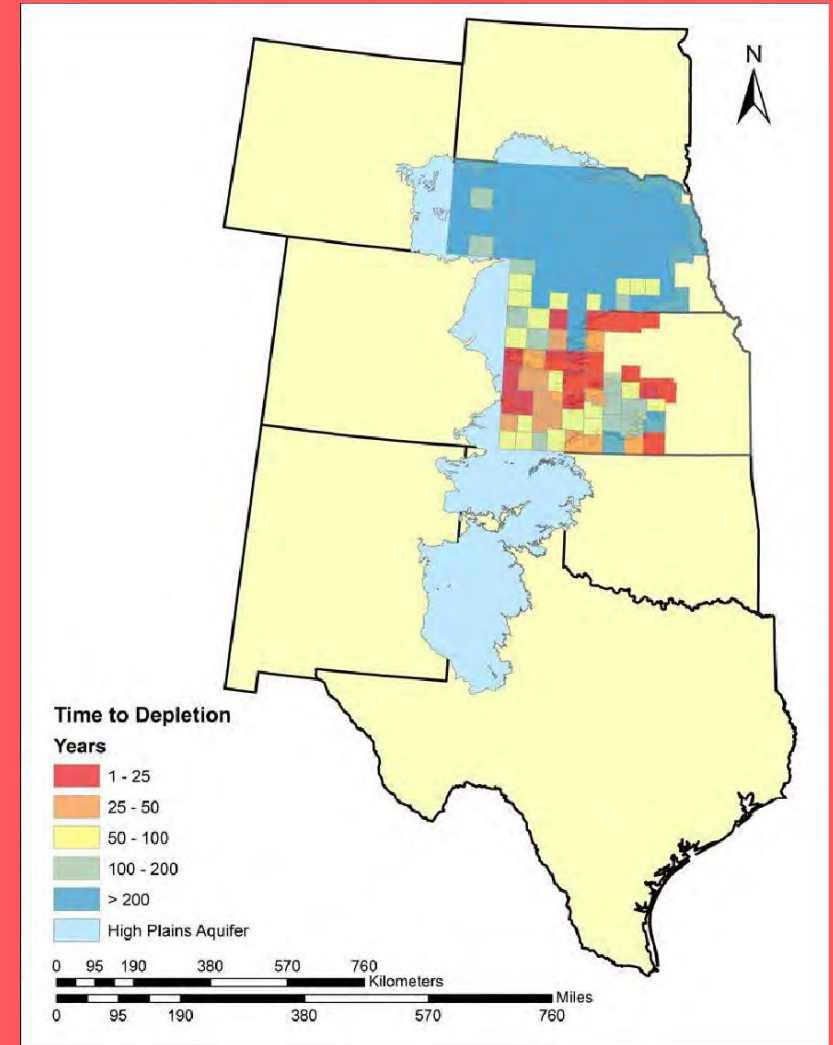 N
Time to Depletion
Years
1 - 25
25 - 50
50 - 100
100 - 200
> 200
High Plains Aquifer
0 95 190 380 570 760
Kilometers
Miles
0 95 190 380 570 760